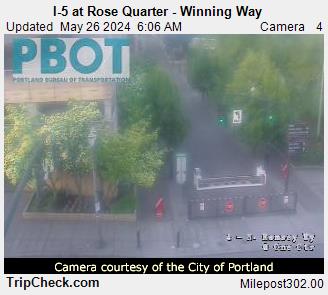 I-5 at Rose Quarter - Winning Way
Updated May 26 2024 6:06 AM Camera 4
PBOT
PORTLAND BUREAU OF TRANSPORTATION
Camera courtesy of the City of Portland
TripCheck.com Milepost302.00